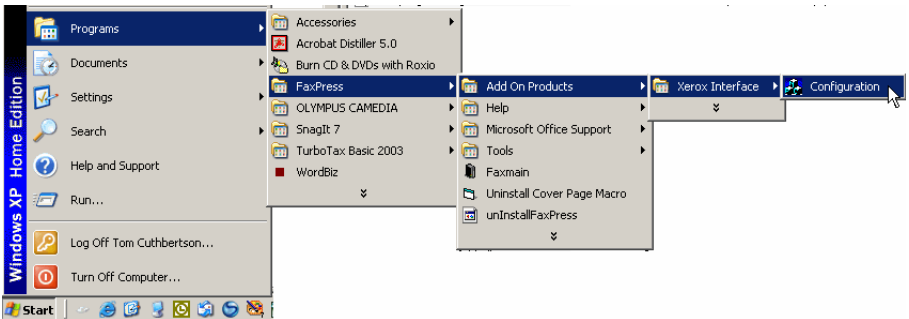 Windows XP Home Edition
Programs
Documents
Settings
Search
Help and Support
Run...
Log Off Tom Cuthbertson...
Turn Off Computer...
Start
Accessories
Acrobat Distiller 5.0
Burn CD & DVDs with Roxio
FaxPress
OLYMPUS CAMEDIA
SnagIt 7
TurboTax Basic 2003
WordBiz
Add On Products
Help
Microsoft Office Support
Tools
Faxmain
Uninstall Cover Page Macro
unInstallFaxPress
Xerox Interface
Configuration